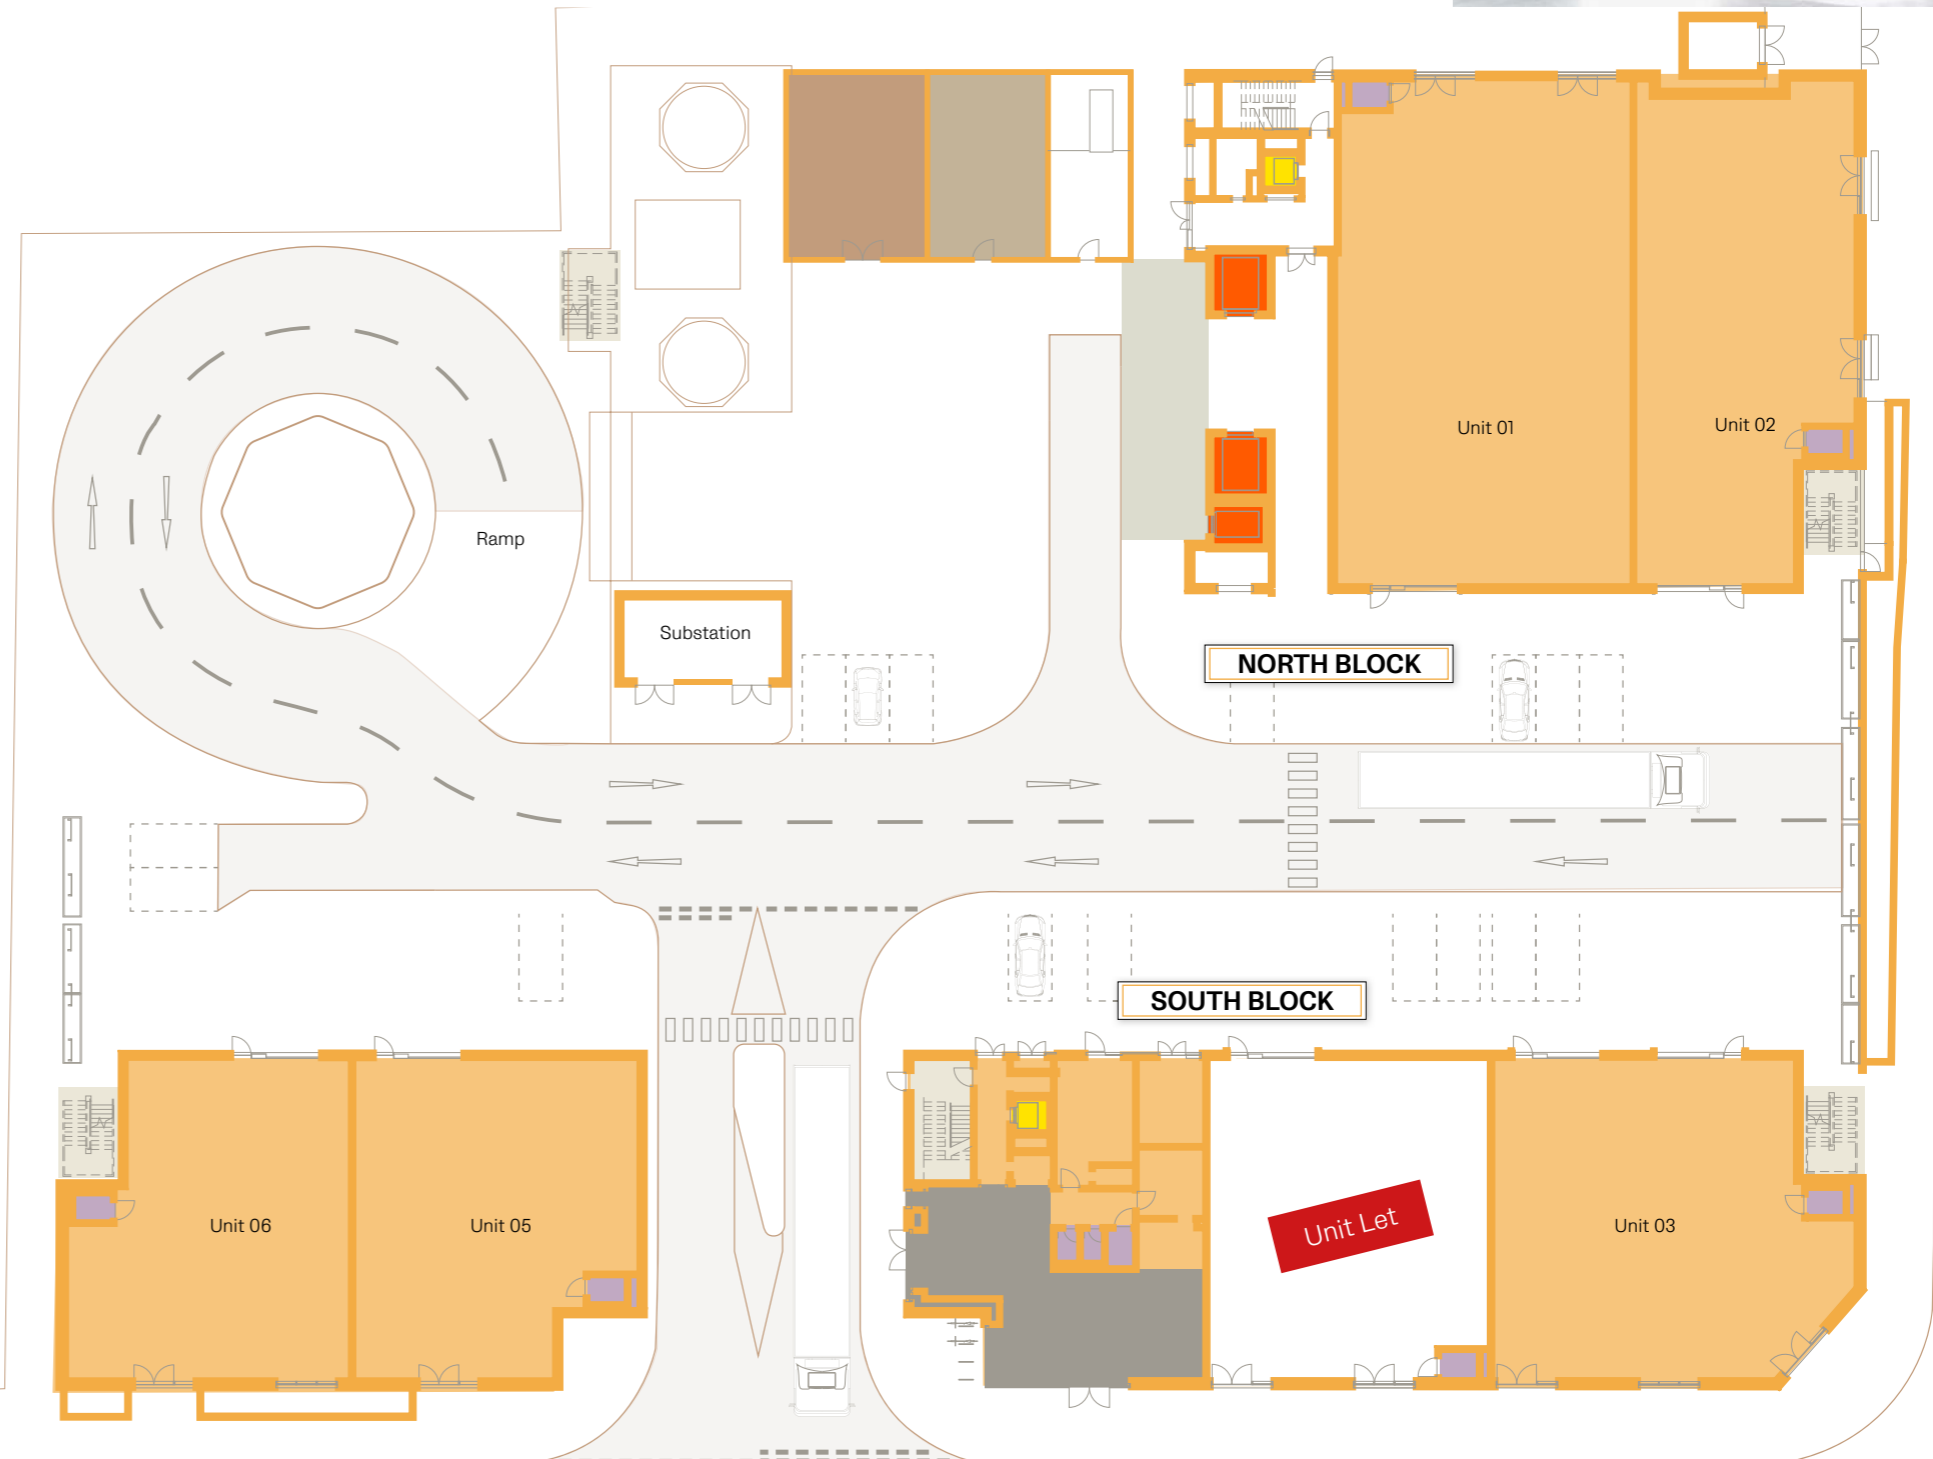 Unit 01
Unit 02
Ramp
Substation
NORTH BLOCK
SOUTH BLOCK
Unit 06
Unit 05
Unit Let
Unit 03